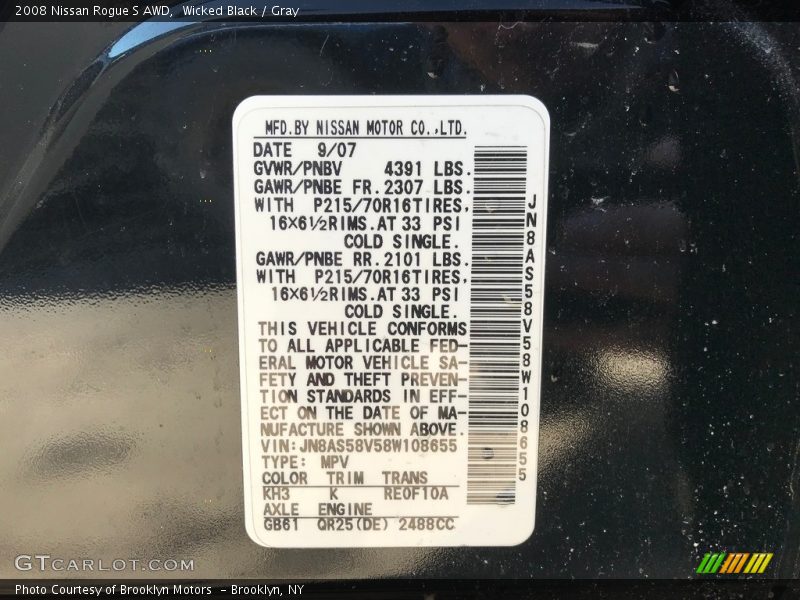 2008 Nissan Rogue S AWD,  Wicked Black / Gray
MFD.BY NISSAN MOTOR CO.,LTD.
DATE 9/07
GVWR/PNBV 4391 LBS.
GAWR/PNBE FR. 2307 LBS.
WITH P215/70R16TIRES,
16X6½RIMS.AT 33 PSI
COLD SINGLE.
GAWR/PNBE RR. 2101 LBS.
WITH P215/70R16TIRES,
16X6½RIMS.AT 33 PSI
COLD SINGLE.
THIS VEHICLE CONFORMS
TO ALL APPLICABLE FED-
ERAL MOTOR VEHICLE SA-
FETY AND THEFT PREVEN-
TION STANDARDS IN EFF-
ECT ON THE DATE OF MA-
NUFACTURE SHOWN ABOVE.
VIN:JN8AS58V58W108655
TYPE: MPV
COLOR TRIM TRANS
KH3 K RE0F10A
AXLE ENGINE
GB61 QR25(DE) 2488CC
JN8AS58V58W108655
GTCarlot.com
Photo Courtesy of Brooklyn Motors  - Brooklyn, NY